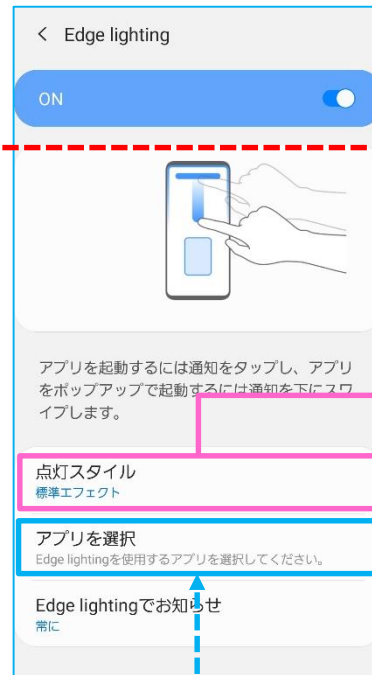 Edge lighting
ON
アプリを起動するには通知をタップし、アプリ
をポップアップで起動するには通知を下にスワ
イプします。
点灯スタイル
標準エフェクト
アプリを選択
Edge lightingを使用するアプリを選択してください。
Edge lightingでお知らせ
常に